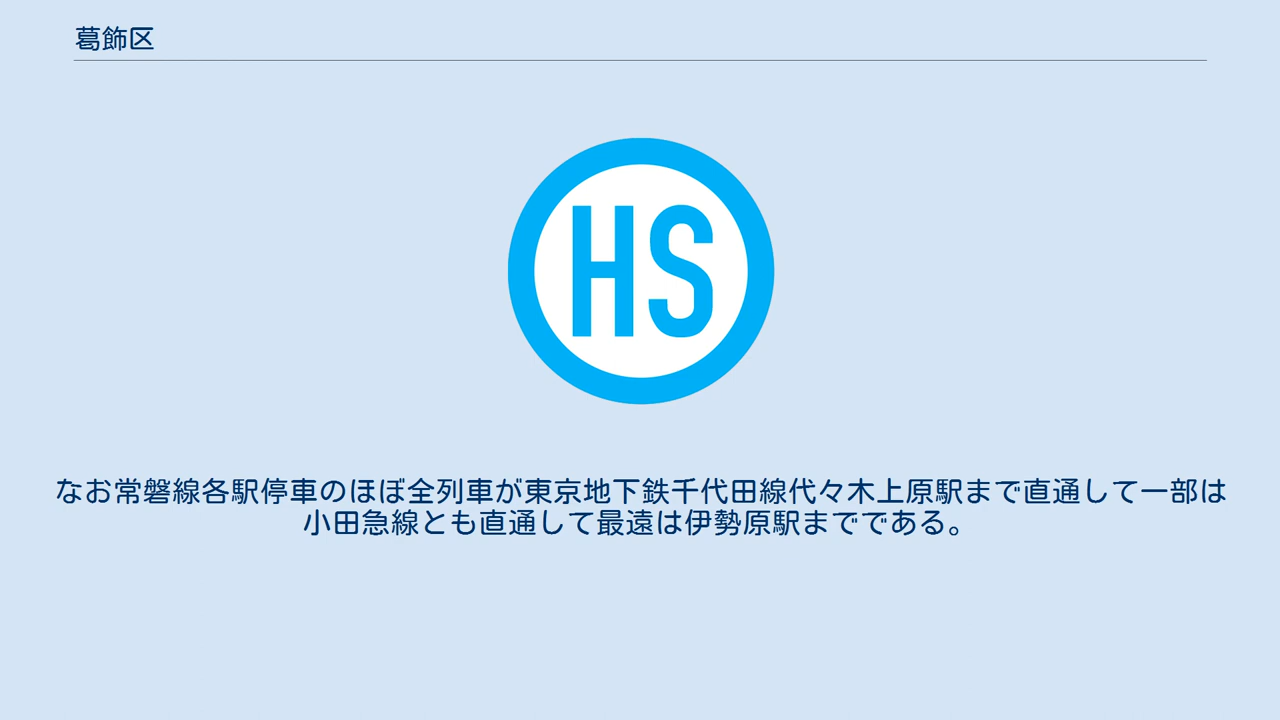 葛飾区
HS
なお常磐線各駅停車のほぼ全列車が東京地下鉄千代田線代々木上原駅まで直通して一部は
小田急線とも直通して最遠は伊勢原駅までである。